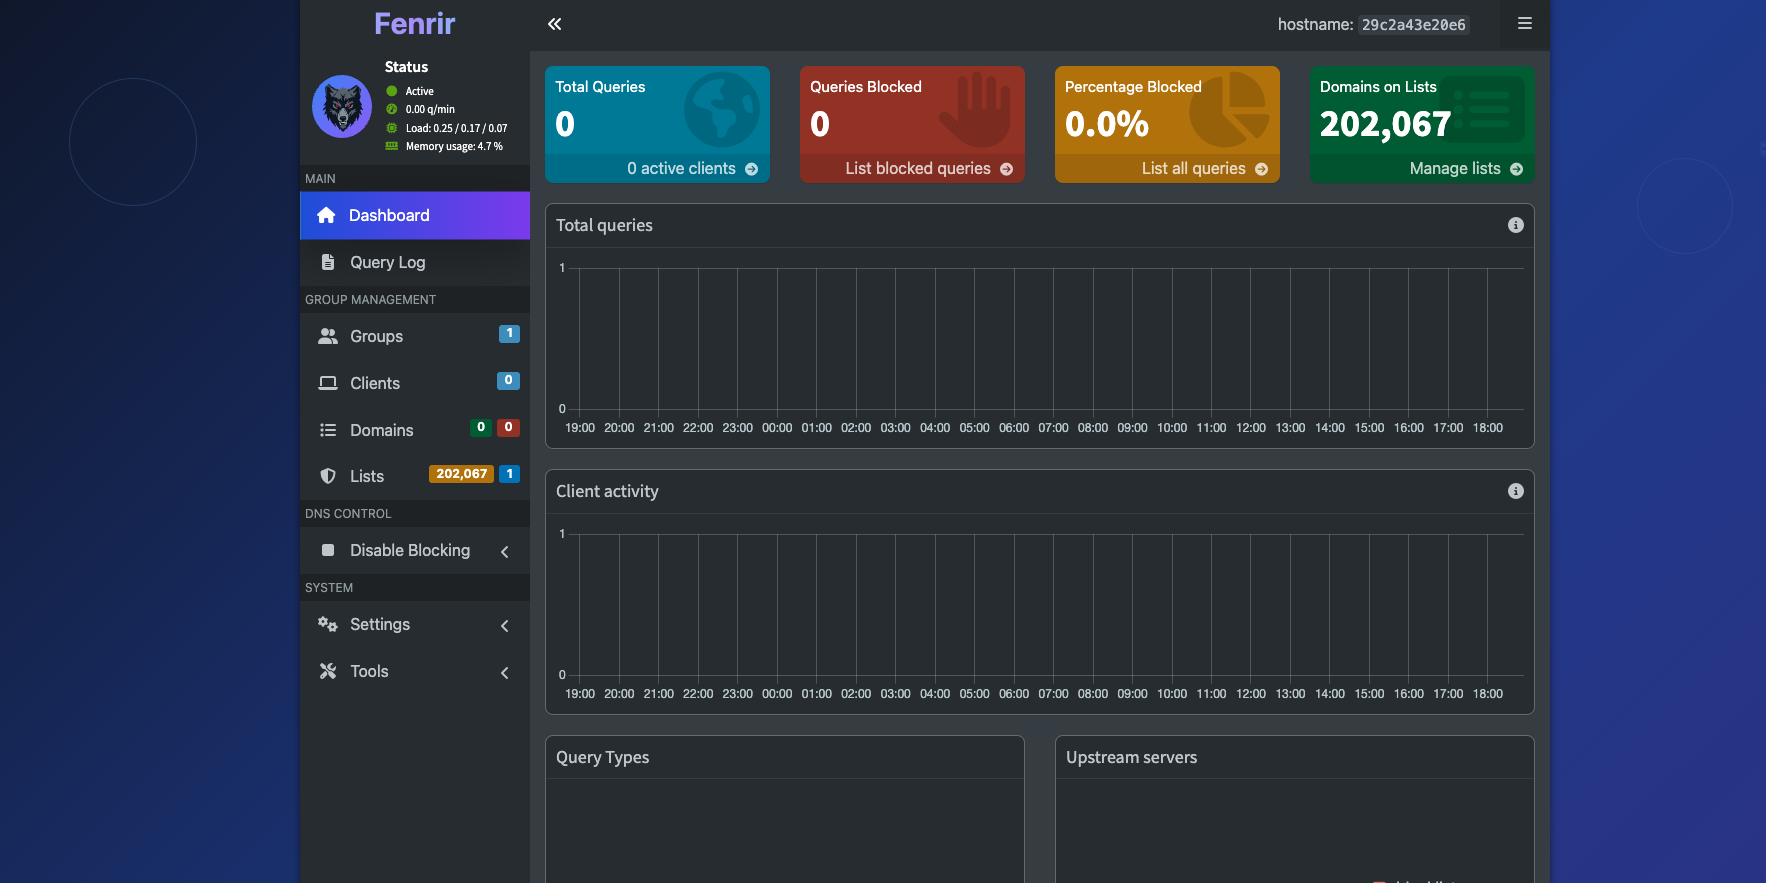 Fenrir
hostname: 29c2a43e20e6
Status
Active
0.00 q/min
Load: 0.25 / 0.17 / 0.07
Memory usage: 4.7 %
MAIN
Dashboard
Query Log
GROUP MANAGEMENT
Groups 1
Clients 0
Domains 0 0
Lists 202,067 1
DNS CONTROL
Disable Blocking
SYSTEM
Settings
Tools
Total Queries
0
0 active clients
Queries Blocked
0
List blocked queries
Percentage Blocked
0.0%
List all queries
Domains on Lists
202,067
Manage lists
Total queries
1
0
19:00 20:00 21:00 22:00 23:00 00:00 01:00 02:00 03:00 04:00 05:00 06:00 07:00 08:00 09:00 10:00 11:00 12:00 13:00 14:00 15:00 16:00 17:00 18:00
Client activity
1
0
19:00 20:00 21:00 22:00 23:00 00:00 01:00 02:00 03:00 04:00 05:00 06:00 07:00 08:00 09:00 10:00 11:00 12:00 13:00 14:00 15:00 16:00 17:00 18:00
Query Types
Upstream servers